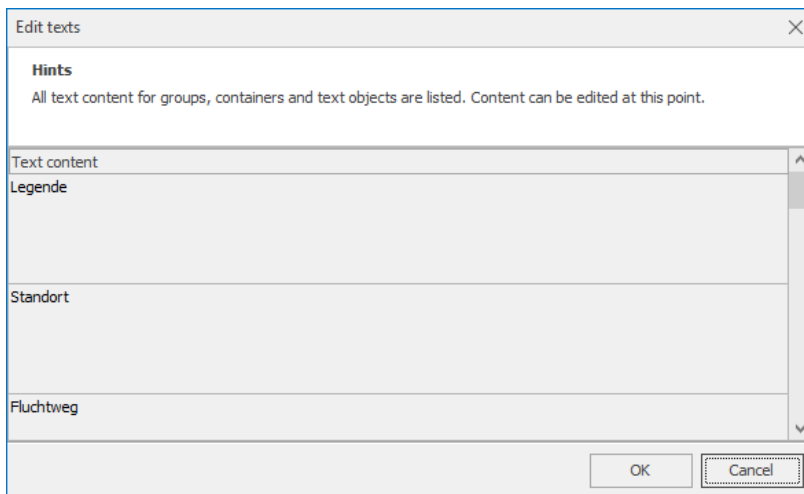 Edit texts
Hints
All text content for groups, containers and text objects are listed. Content can be edited at this point.
Text content
Legende
Standort
Fluchtweg
OK
Cancel